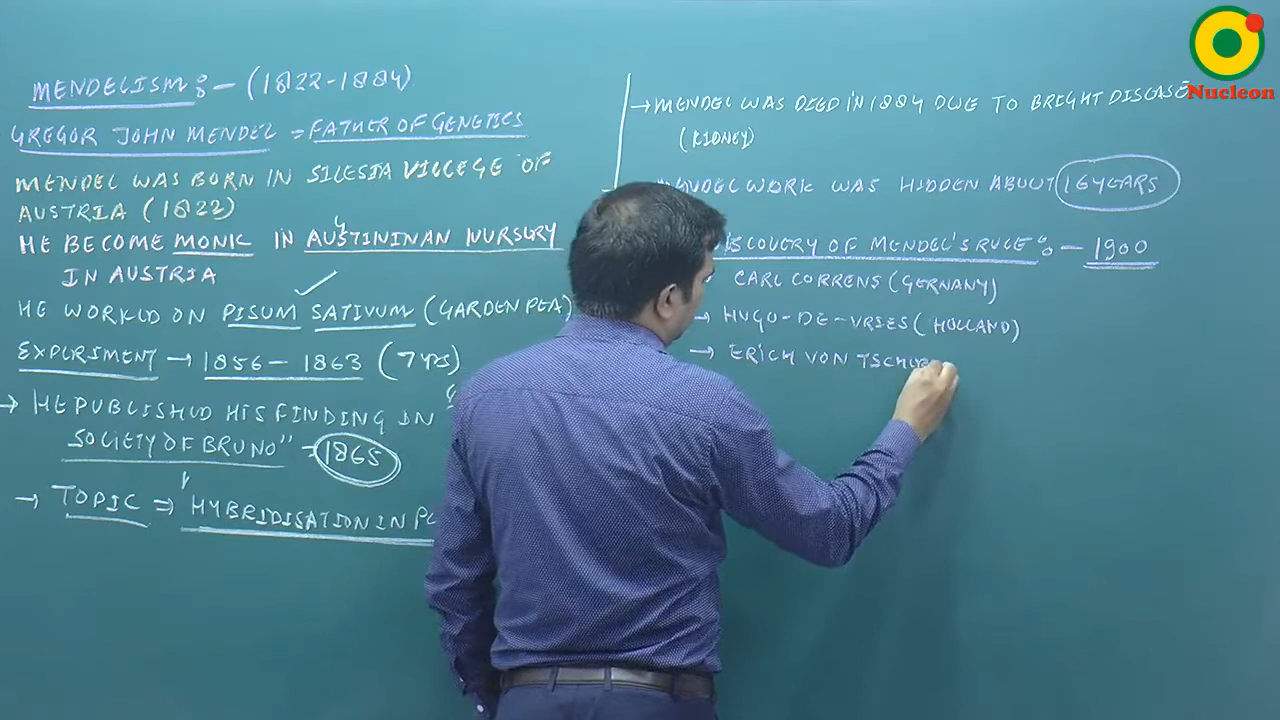 MENDELISM :- (1822-1884)
GREGOR JOHN MENDEL = FATHER OF GENETICS
MENDEL WAS BORN IN SILESIA VILLEGE OF
AUSTRIA (1822)
HE BECOME MONK IN AUSTININAN NURSURY
IN AUSTRIA
HE WORKED ON PISUM SATIVUM (GARDEN PEA)
EXPERIMENT → 1856 - 1863 (7 yrs)
→ HE PUBLISHED HIS FINDING IN
SOCIETY OF BRUNO" = 1865
→ TOPIC ⇒ HYBRIDISATION IN
→ MENDEL WAS DIED IN 1884 DUE TO BRIGHT DISEASE
(KIDNEY)
MENDEL WORK WAS HIDDEN ABOUT 16 YEARS
DISCOVERY OF MENDEL'S RULE :- 1900
CARL CORRENS (GERMANY)
→ HUGO-DE-VRIES (HOLLAND)
→ ERICH VON TSCHER
Nucleon